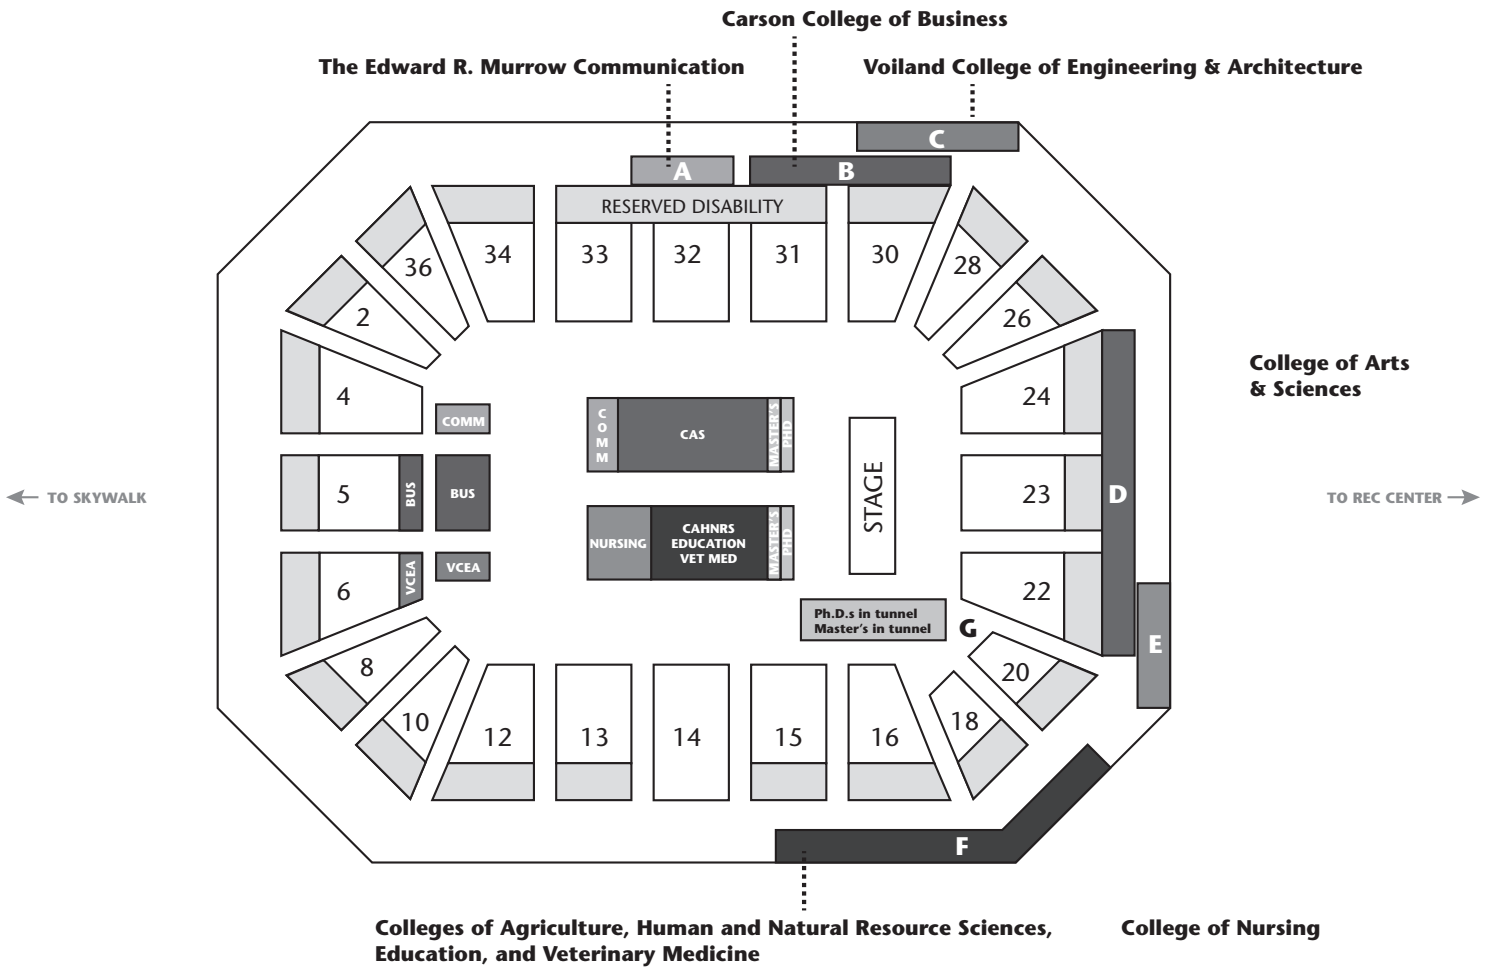 Carson College of Business
The Edward R. Murrow Communication
Voiland College of Engineering & Architecture
C
A
B
RESERVED DISABILITY
36
34
33
32
31
30
28
2
26
4
24
College of Arts
& Sciences
COMM
COMM
CAS
MASTER'S
PHD
TO SKYWALK
5
BUS
BUS
STAGE
23
D
TO REC CENTER
NURSING
CAHNRS
EDUCATION
VET MED
MASTER'S
PHD
6
VCEA
VCEA
22
Ph.D.s in tunnel
Master's in tunnel
G
E
8
20
10
18
12
13
14
15
16
F
Colleges of Agriculture, Human and Natural Resource Sciences,
Education, and Veterinary Medicine
College of Nursing